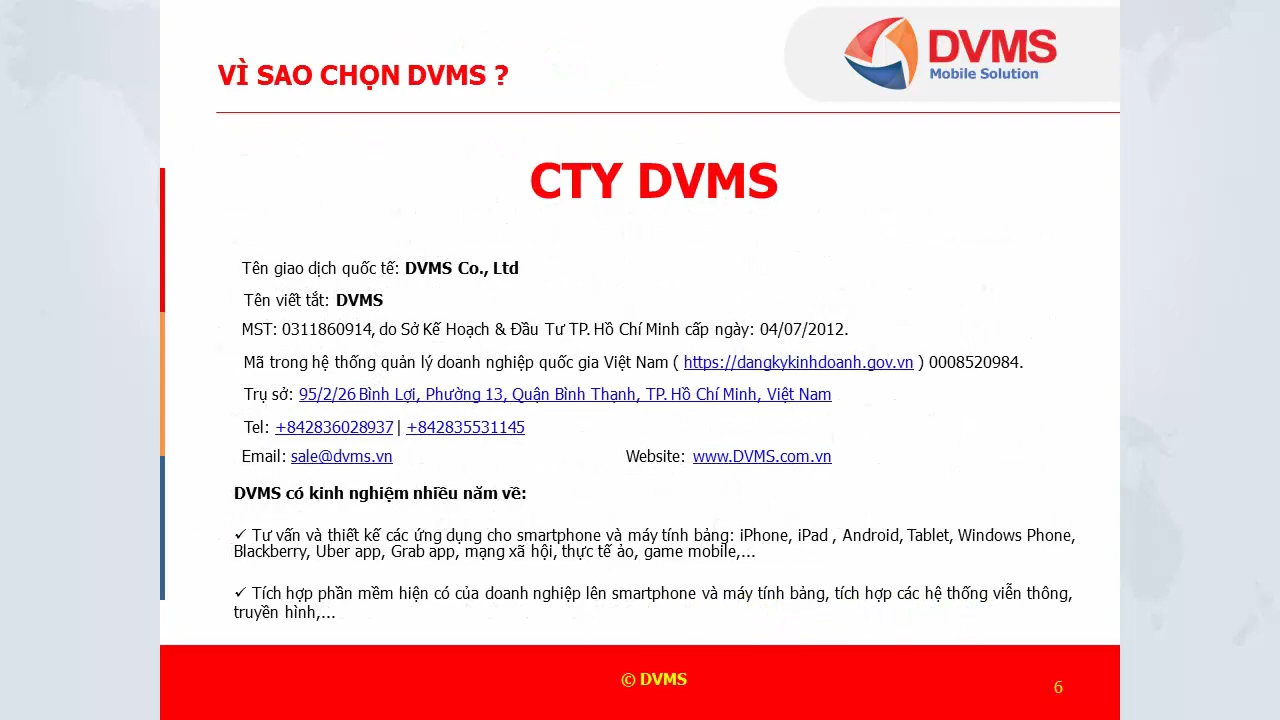 VÌ SAO CHỌN DVMS ?
DVMS
Mobile Solution
CTY DVMS
Tên giao dịch quốc tế: DVMS Co., Ltd
Tên viết tắt: DVMS
MST: 0311860914, do Sở Kế Hoạch & Đầu Tư TP. Hồ Chí Minh cấp ngày: 04/07/2012.
Mã trong hệ thống quản lý doanh nghiệp quốc gia Việt Nam ( https://dangkykinhdoanh.gov.vn ) 0008520984.
Trụ sở: 95/2/26 Bình Lợi, Phường 13, Quận Bình Thạnh, TP. Hồ Chí Minh, Việt Nam
Tel: +842836028937 | +842835531145
Email: sale@dvms.vn Website: www.DVMS.com.vn
DVMS có kinh nghiệm nhiều năm về:
✓ Tư vấn và thiết kế các ứng dụng cho smartphone và máy tính bảng: iPhone, iPad , Android, Tablet, Windows Phone,
Blackberry, Uber app, Grab app, mạng xã hội, thực tế ảo, game mobile,...
✓ Tích hợp phần mềm hiện có của doanh nghiệp lên smartphone và máy tính bảng, tích hợp các hệ thống viễn thông,
truyền hình,...
© DVMS
6